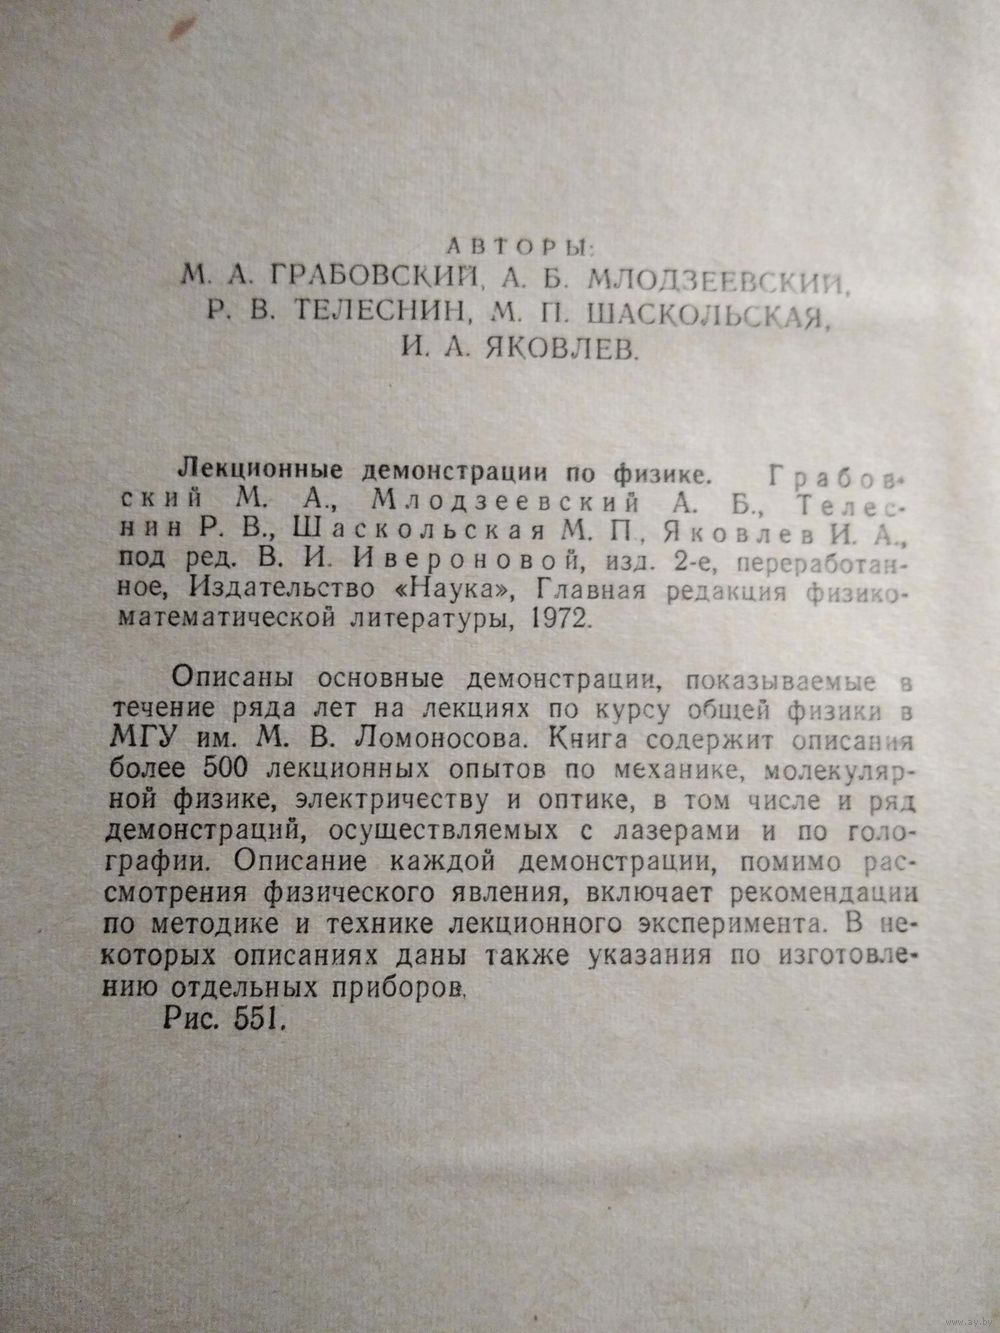 АВТОРЫ:
М. А. ГРАБОВСКИЙ, А. Б. МЛОДЗЕЕВСКИЙ,
Р. В. ТЕЛЕСНИН, М. П. ШАСКОЛЬСКАЯ,
И. А. ЯКОВЛЕВ.
Лекционные демонстрации по физике. Грабов-
ский М. А., Млодзеевский А. Б., Телес-
нин Р. В., Шаскольская М. П., Яковлев И. А.,
под ред. В. И. Ивероновой, изд. 2-е, переработан-
ное, Издательство «Наука», Главная редакция физико-
математической литературы, 1972.
Описаны основные демонстрации, показываемые в
течение ряда лет на лекциях по курсу общей физики в
МГУ им. М. В. Ломоносова. Книга содержит описания
более 500 лекционных опытов по механике, молекуляр-
ной физике, электричеству и оптике, в том числе и ряд
демонстраций, осуществляемых с лазерами и по голо-
графии. Описание каждой демонстрации, помимо рас-
смотрения физического явления, включает рекомендации
по методике и технике лекционного эксперимента. В не-
которых описаниях даны также указания по изготовле-
нию отдельных приборов.
Рис. 551.
www.ay.by